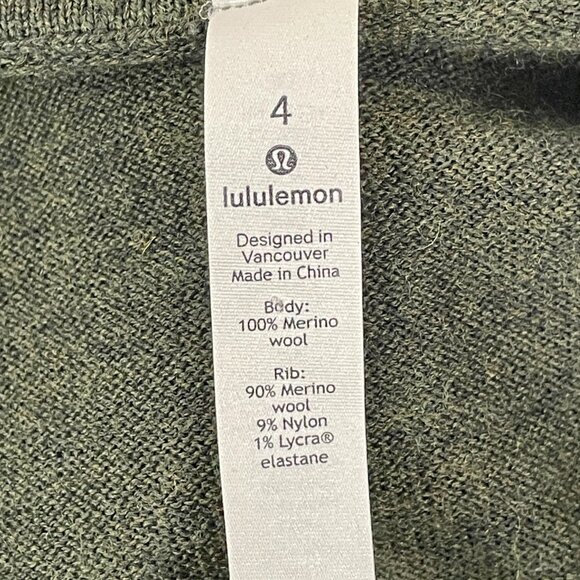 4
lululemon
Designed in
Vancouver
Made in China
Body:
100% Merino
wool
Rib:
90% Merino
wool
9% Nylon
1% Lycra®
elastane